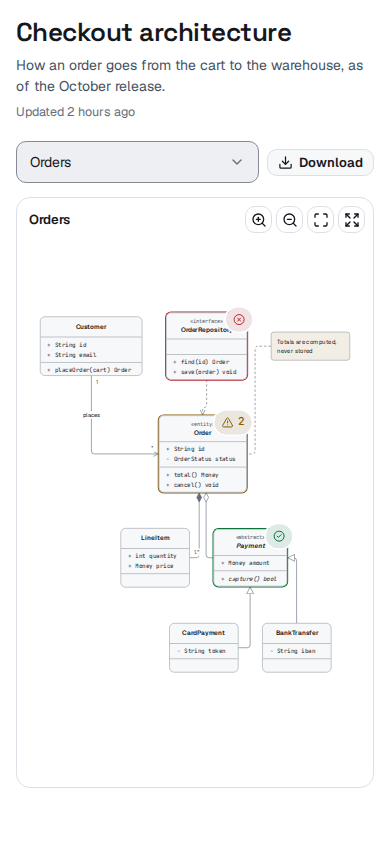 Checkout architecture
How an order goes from the cart to the warehouse, as
of the October release.
Updated 2 hours ago
Orders
Download
Orders
Customer
+ String id
+ String email
+ placeOrder(cart) Order
«interface»
+ find(id) Order
+ save(order) void
Totals are computed,
never stored
1
places
*
2
Order
+ String id
- OrderStatus status
+ total() Money
+ cancel() void
LineItem
+ int quantity
+ Money price
Payment
+ Money amount
+ capture() bool
CardPayment
- String token
BankTransfer
- String iban